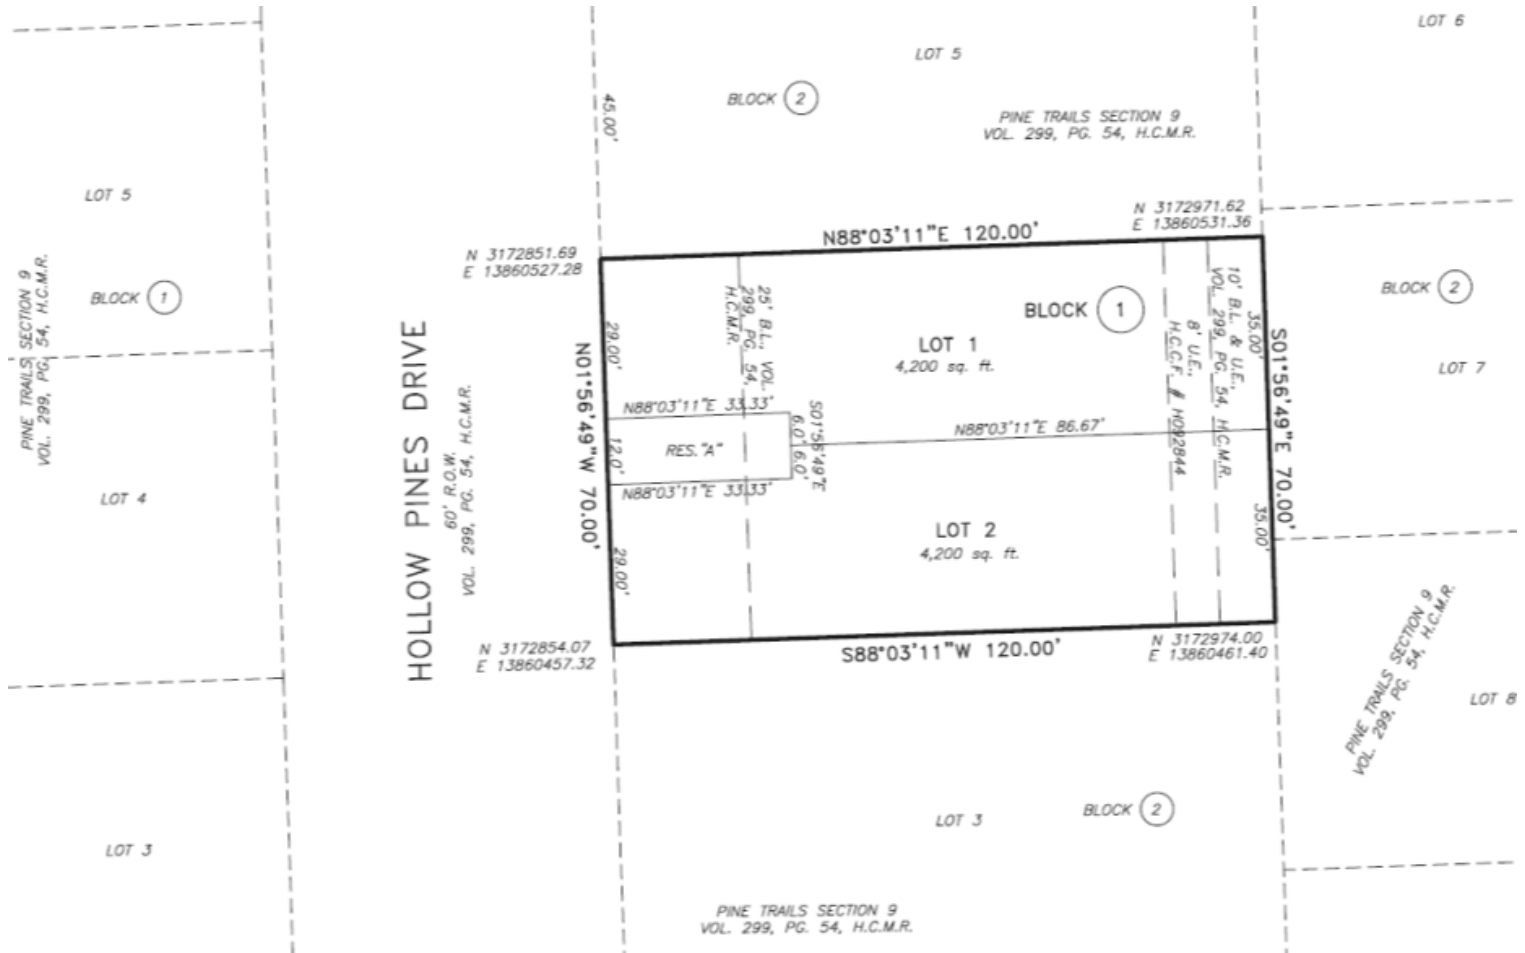 LOT 6
LOT 5
BLOCK 2
45.00'
PINE TRAILS SECTION 9
VOL. 299, PG. 54, H.C.M.R.
LOT 5
BLOCK 1
PINE TRAILS SECTION 9
VOL. 299, PG. 54, H.C.M.R.
LOT 4
LOT 3
HOLLOW PINES DRIVE
60' R.O.W.
VOL. 299, PG. 54, H.C.M.R.
N 3172851.69
E 13860527.28
N88°03'11"E 120.00'
N 3172971.62
E 13860531.36
N01°56'49"W 70.00'
29.00'
12.0'
29.00'
25' B.L., VOL.
299, PG. 54,
H.C.M.R.
BLOCK 1
LOT 1
4,200 sq. ft.
10' B.L. & U.E.,
VOL. 299, PG. 54, H.C.M.R.
8' U.E.,
H.C.C.F. # H092844
35.00'
S01°56'49"E 70.00'
35.00'
N88°03'11"E 33.33'
RES. "A"
N88°03'11"E 33.33'
S01°56'49"E
6.0' 6.0'
N88°03'11"E 86.67'
LOT 2
4,200 sq. ft.
N 3172854.07
E 13860457.32
S88°03'11"W 120.00'
N 3172974.00
E 13860461.40
BLOCK 2
LOT 7
PINE TRAILS SECTION 9
VOL. 299, PG. 54, H.C.M.R.
LOT 8
LOT 3
BLOCK 2
PINE TRAILS SECTION 9
VOL. 299, PG. 54, H.C.M.R.